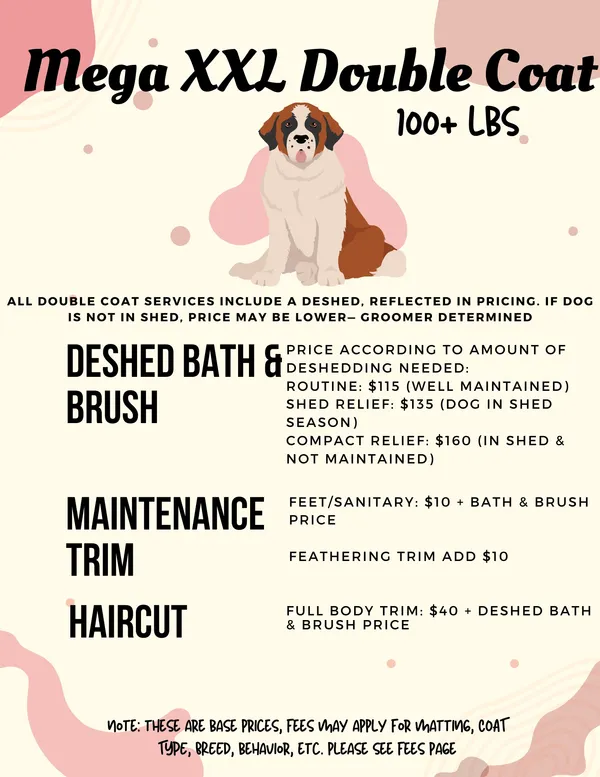 Mega XXL Double Coat
100+ LBS
ALL DOUBLE COAT SERVICES INCLUDE A DESHED, REFLECTED IN PRICING. IF DOG
IS NOT IN SHED, PRICE MAY BE LOWER— GROOMER DETERMINED
DESHED BATH &
BRUSH
PRICE ACCORDING TO AMOUNT OF
DESHEDDING NEEDED:
ROUTINE: $115 (WELL MAINTAINED)
SHED RELIEF: $135 (DOG IN SHED
SEASON)
COMPACT RELIEF: $160 (IN SHED &
NOT MAINTAINED)
MAINTENANCE
TRIM
FEET/SANITARY: $10 + BATH & BRUSH
PRICE
FEATHERING TRIM ADD $10
HAIRCUT
FULL BODY TRIM: $40 + DESHED BATH
& BRUSH PRICE
NOTE: THESE ARE BASE PRICES, FEES MAY APPLY FOR MATTING, COAT
TYPE, BREED, BEHAVIOR, ETC. PLEASE SEE FEES PAGE